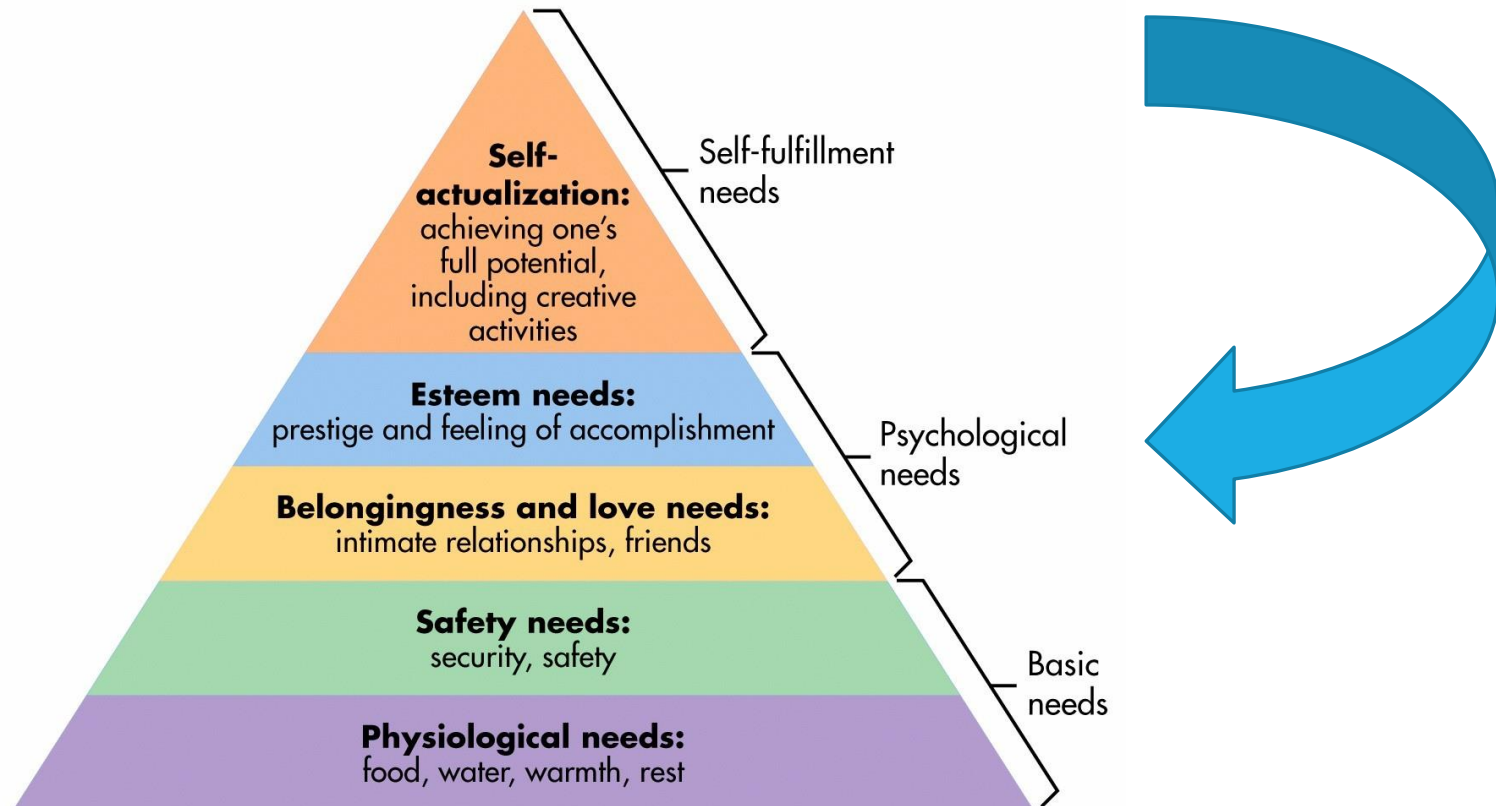 Self-
actualization:
achieving one's
full potential,
including creative
activities
Self-fulfillment
needs
Esteem needs:
prestige and feeling of accomplishment
Psychological
needs
Belongingness and love needs:
intimate relationships, friends
Safety needs:
security, safety
Basic
needs
Physiological needs:
food, water, warmth, rest